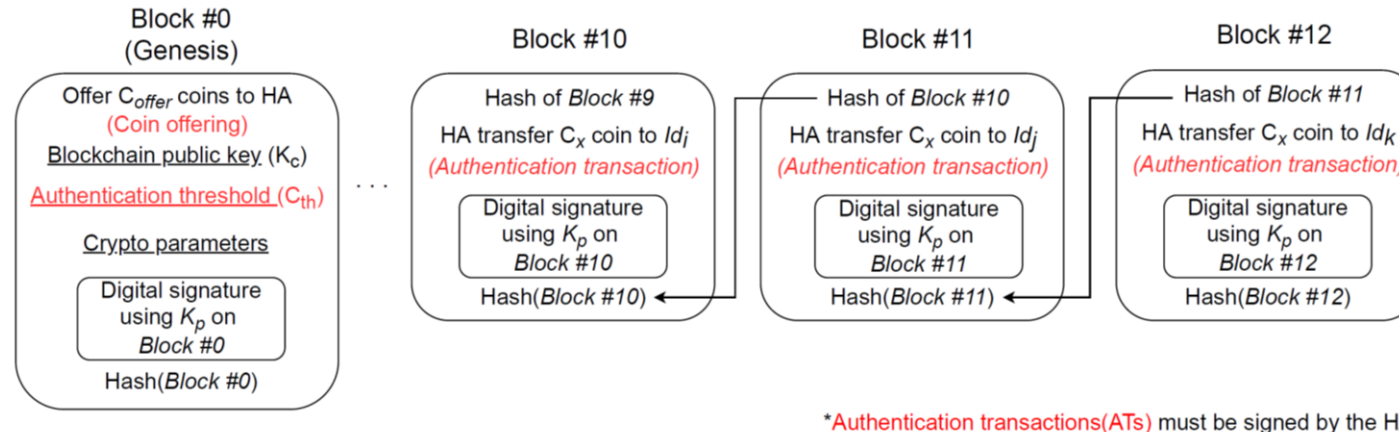 Block #0
(Genesis)
Offer C_offer coins to HA
(Coin offering)
Blockchain public key (K_c)
Authentication threshold (C_th)
Crypto parameters
Digital signature
using K_p on
Block #0
Hash(Block #0)
. . .
Block #10
Hash of Block #9
HA transfer C_x coin to Id_i
(Authentication transaction)
Digital signature
using K_p on
Block #10
Hash(Block #10)
Block #11
Hash of Block #10
HA transfer C_x coin to Id_j
(Authentication transaction)
Digital signature
using K_p on
Block #11
Hash(Block #11)
Block #12
Hash of Block #11
HA transfer C_x coin to Id_k
(Authentication transaction)
Digital signature
using K_p on
Block #12
Hash(Block #12)
*Authentication transactions(ATs) must be signed by the H